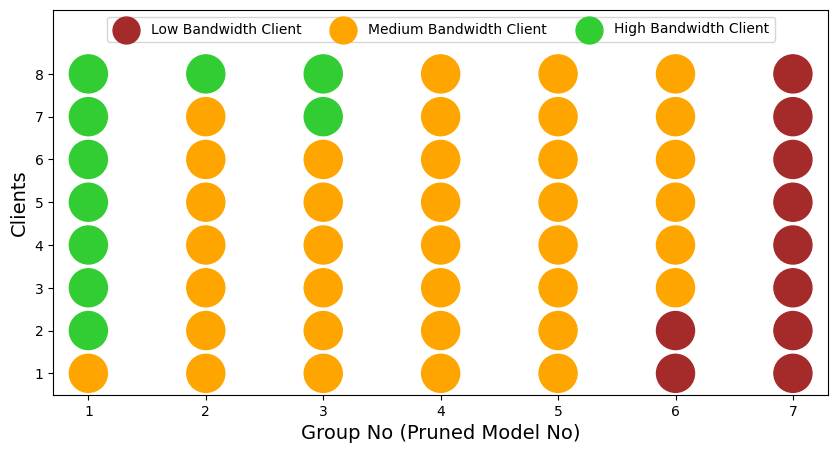 Low Bandwidth Client Medium Bandwidth Client High Bandwidth Client
Clients
8
7
6
5
4
3
2
1
1 2 3 4 5 6 7
Group No (Pruned Model No)